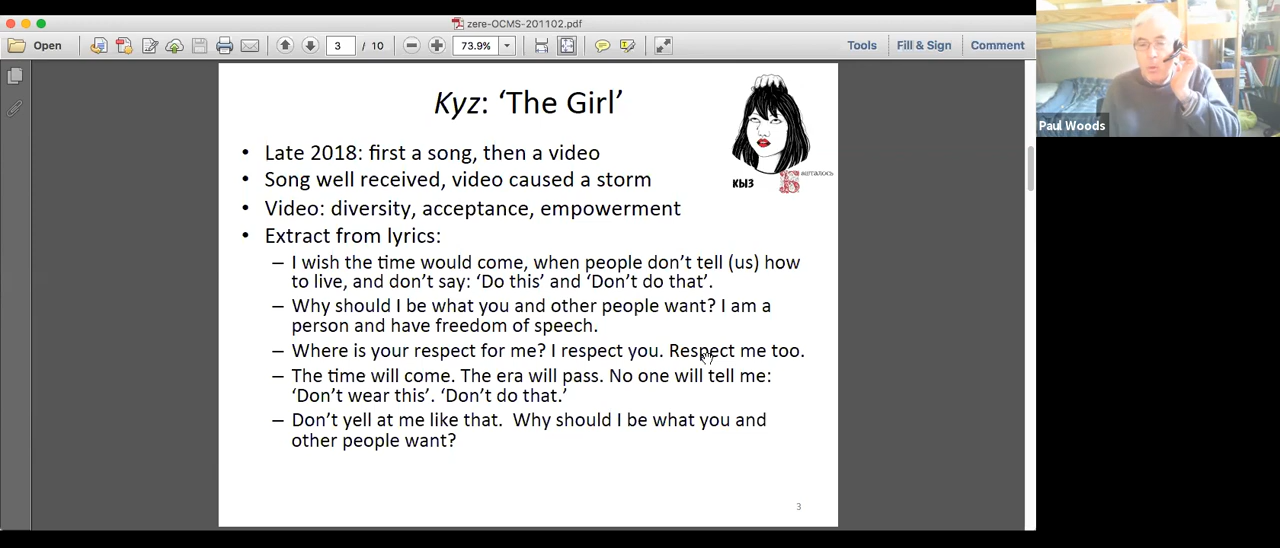 zere-OCMS-201102.pdf
Open
3 / 10
73.9%
Tools
Fill & Sign
Comment
Paul Woods
Kyz: ‘The Girl’
КЫЗ
• Late 2018: first a song, then a video
• Song well received, video caused a storm
• Video: diversity, acceptance, empowerment
• Extract from lyrics:
– I wish the time would come, when people don’t tell (us) how
to live, and don’t say: ‘Do this’ and ‘Don’t do that’.
– Why should I be what you and other people want? I am a
person and have freedom of speech.
– Where is your respect for me? I respect you. Respect me too.
– The time will come. The era will pass. No one will tell me:
‘Don’t wear this’. ‘Don’t do that.’
– Don’t yell at me like that.  Why should I be what you and
other people want?
3